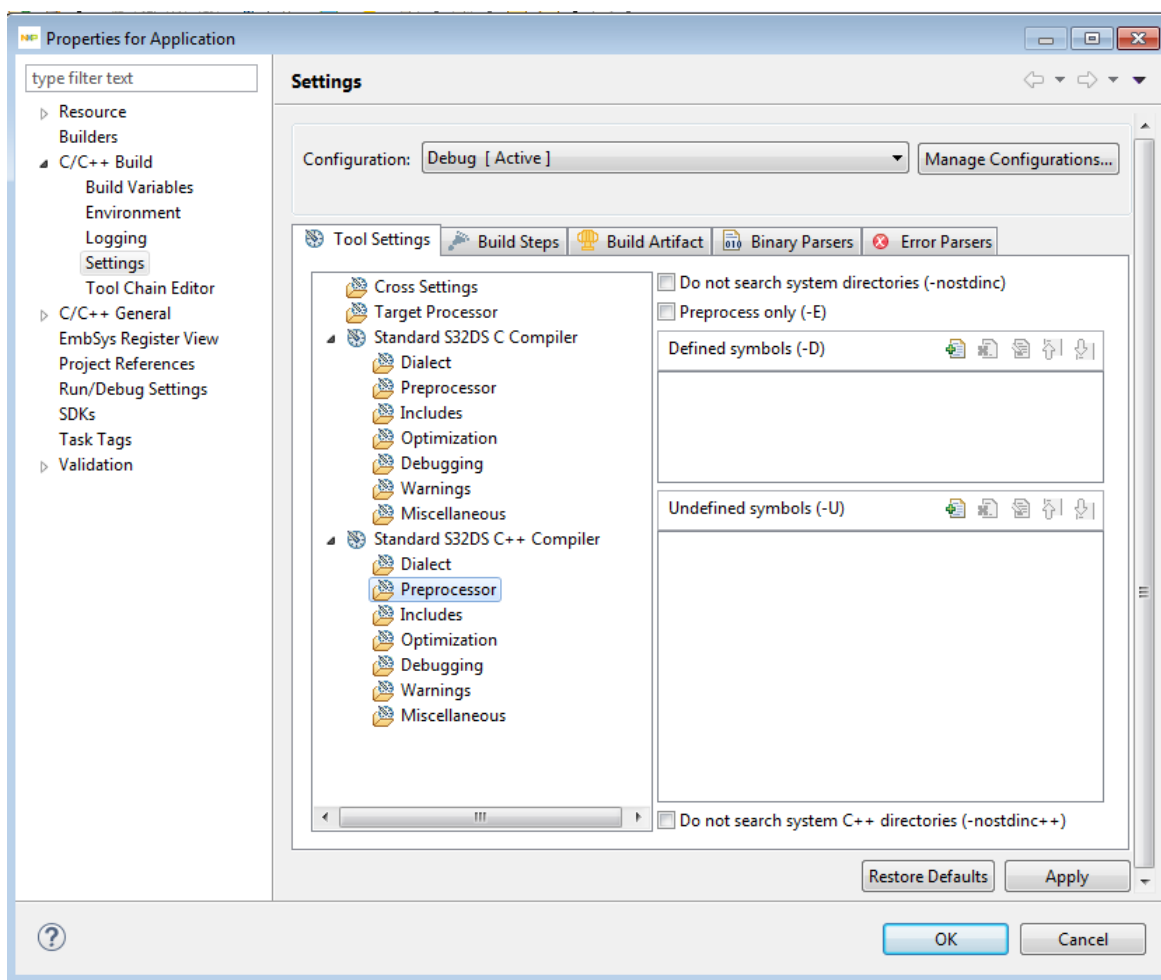 NXP Properties for Application
type filter text
Settings
Resource
Builders
C/C++ Build
Build Variables
Environment
Logging
Settings
Tool Chain Editor
C/C++ General
EmbSys Register View
Project References
Run/Debug Settings
SDKs
Task Tags
Validation
Configuration: Debug [ Active ] Manage Configurations...
Tool Settings Build Steps Build Artifact 010 Binary Parsers Error Parsers
Cross Settings
Target Processor
Standard S32DS C Compiler
Dialect
Preprocessor
Includes
Optimization
Debugging
Warnings
Miscellaneous
Standard S32DS C++ Compiler
Dialect
Preprocessor
Includes
Optimization
Debugging
Warnings
Miscellaneous
Do not search system directories (-nostdinc)
Preprocess only (-E)
Defined symbols (-D)
Undefined symbols (-U)
Do not search system C++ directories (-nostdinc++)
Restore Defaults Apply
? OK Cancel